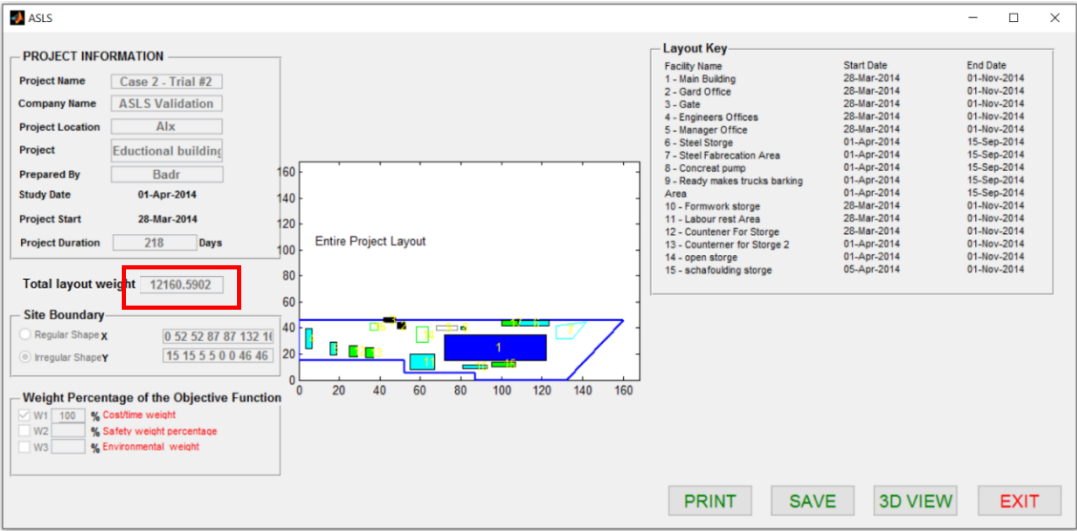 ASLS
PROJECT INFORMATION
Project Name Case 2 - Trial #2
Company Name ASLS Validation
Project Location Alx
Project Eductional building
Prepared By Badr
Study Date 01-Apr-2014
Project Start 28-Mar-2014
Project Duration 218 Days
Total layout weight 12160.5902
Site Boundary
Regular Shape X 0 52 52 87 87 132 16
Irregular Shape Y 15 15 5 5 0 0 46 46
Weight Percentage of the Objective Function
W1 100 % Cost/time weight
W2 % Safety weight percentage
W3 % Environmental weight
160
140
120
100
80
60
40
20
0
Entire Project Layout
1
0 20 40 60 80 100 120 140 160
Layout Key
Facility Name Start Date End Date
1 - Main Building 28-Mar-2014 01-Nov-2014
2 - Gard Office 28-Mar-2014 01-Nov-2014
3 - Gate 28-Mar-2014 01-Nov-2014
4 - Engineers Offices 28-Mar-2014 01-Nov-2014
5 - Manager Office 28-Mar-2014 01-Nov-2014
6 - Steel Storge 01-Apr-2014 15-Sep-2014
7 - Steel Fabrecation Area 01-Apr-2014 15-Sep-2014
8 - Concreat pump 01-Apr-2014 15-Sep-2014
9 - Ready makes trucks barking 01-Apr-2014 15-Sep-2014
Area 01-Apr-2014 15-Sep-2014
10 - Formwork storge 28-Mar-2014 01-Nov-2014
11 - Labour rest Area 28-Mar-2014 01-Nov-2014
12 - Countener For Storge 28-Mar-2014 01-Nov-2014
13 - Counterner for Storge 2 01-Apr-2014 01-Nov-2014
14 - open storge 01-Apr-2014 01-Nov-2014
15 - schafoulding storge 05-Apr-2014 01-Nov-2014
PRINT SAVE 3D VIEW EXIT